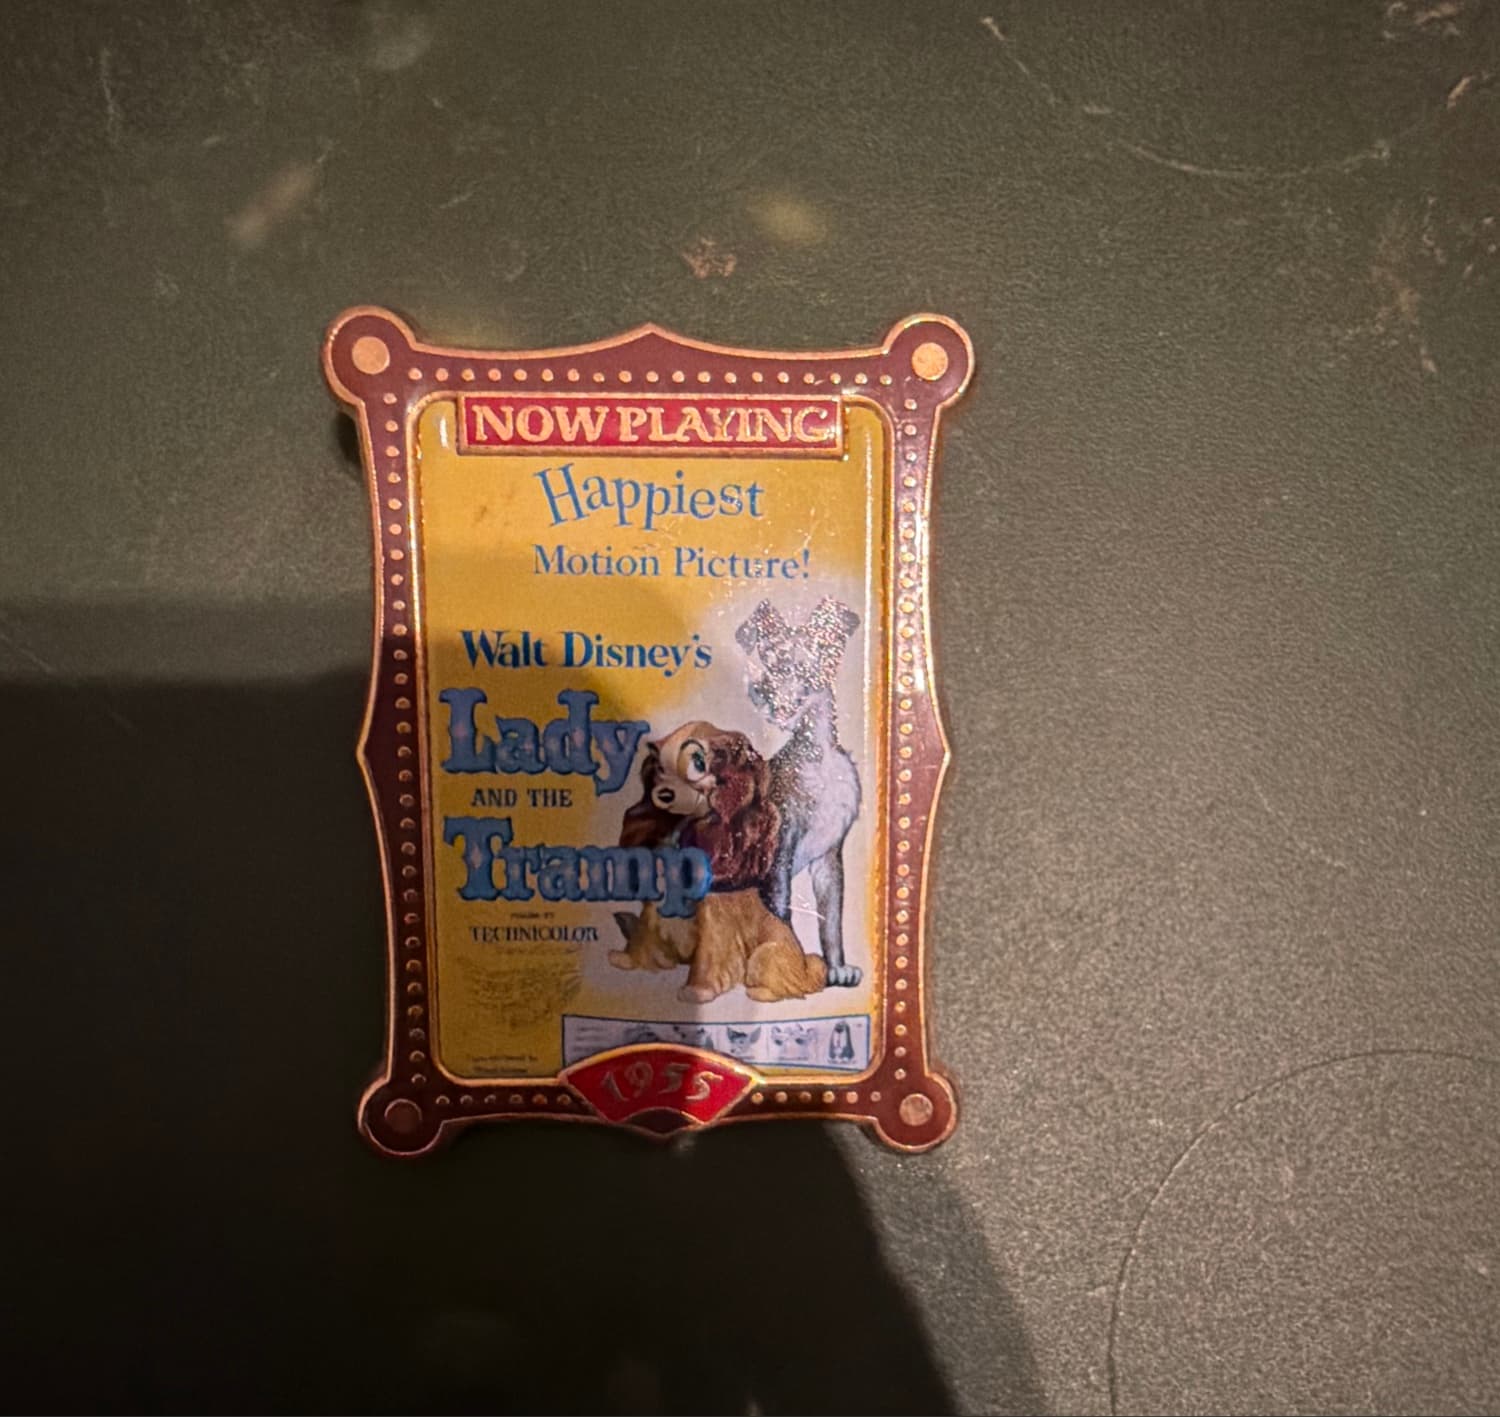 NOW PLAYING
Happiest
Motion Picture!
Walt Disney's
Lady
AND THE
Tramp
TECHNICOLOR
1955